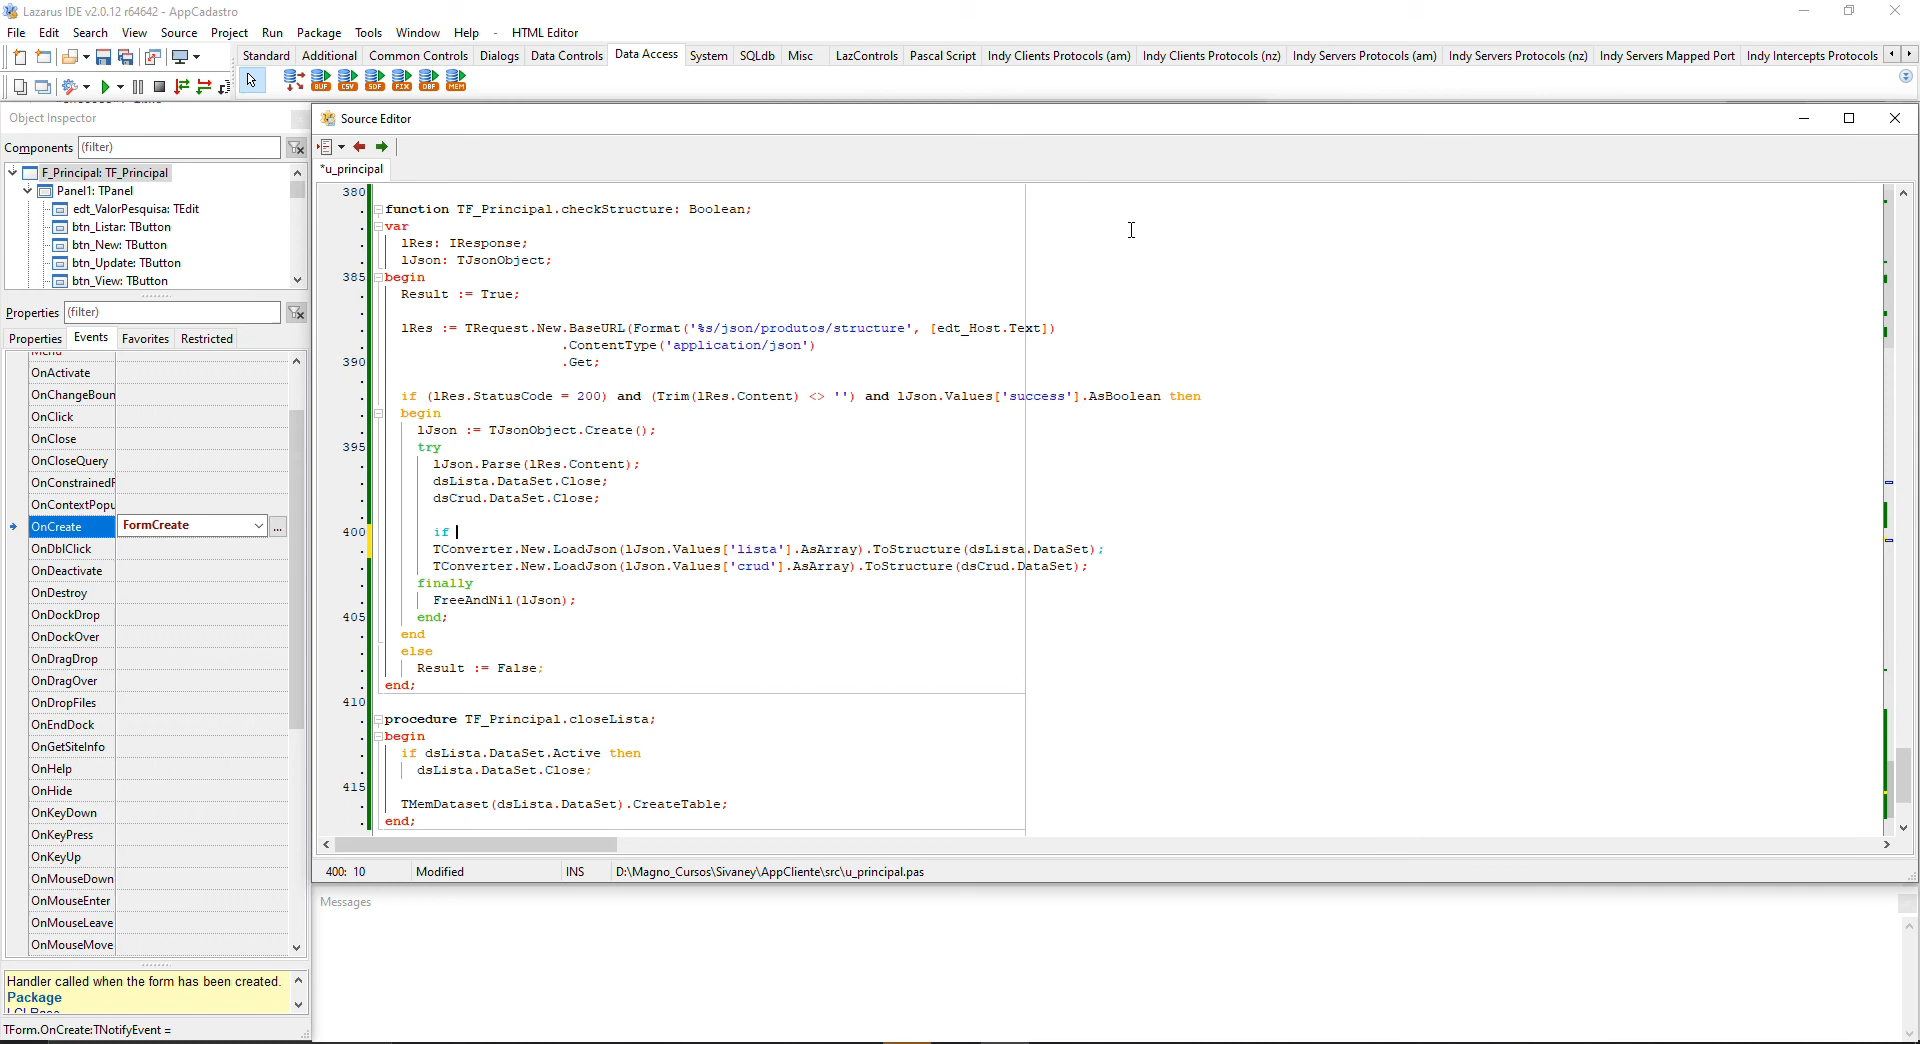 Lazarus IDE v2.0.12 r64642 - AppCadastro
File Edit Search View Source Project Run Package Tools Window Help - HTML Editor
Standard Additional Common Controls Dialogs Data Controls Data Access System SQLdb Misc LazControls Pascal Script Indy Clients Protocols (am) Indy Clients Protocols (nz) Indy Servers Protocols (am) Indy Servers Protocols (nz) Indy Servers Mapped Port Indy Intercepts Protocols
BUF CSV SDF FIX DBF MEM
Object Inspector
Components (filter)
F_Principal: TF_Principal
Panel1: TPanel
edt_ValorPesquisa: TEdit
btn_Listar: TButton
btn_New: TButton
btn_Update: TButton
btn_View: TButton
Properties (filter)
Properties Events Favorites Restricted
Menu
OnActivate
OnChangeBoun
OnClick
OnClose
OnCloseQuery
OnConstrainedR
OnContextPopu
OnCreate FormCreate ...
OnDblClick
OnDeactivate
OnDestroy
OnDockDrop
OnDockOver
OnDragDrop
OnDragOver
OnDropFiles
OnEndDock
OnGetSiteInfo
OnHelp
OnHide
OnKeyDown
OnKeyPress
OnKeyUp
OnMouseDown
OnMouseEnter
OnMouseLeave
OnMouseMove
Handler called when the form has been created.
Package
TForm.OnCreate:TNotifyEvent =
Source Editor
*u_principal
380
function TF_Principal.checkStructure: Boolean;
var
lRes: IResponse;
lJson: TJsonObject;
385 begin
Result := True;
lRes := TRequest.New.BaseURL(Format('%s/json/produtos/structure', [edt_Host.Text])
.ContentType('application/json')
390 .Get;
if (lRes.StatusCode = 200) and (Trim(lRes.Content) <> '') and lJson.Values['success'].AsBoolean then
begin
lJson := TJsonObject.Create();
395 try
lJson.Parse(lRes.Content);
dsLista.DataSet.Close;
dsCrud.DataSet.Close;
400 if
TConverter.New.LoadJson(lJson.Values['lista'].AsArray).ToStructure(dsLista.DataSet);
TConverter.New.LoadJson(lJson.Values['crud'].AsArray).ToStructure(dsCrud.DataSet);
finally
FreeAndNil(lJson);
405 end;
end
else
Result := False;
end;
410
procedure TF_Principal.closeLista;
begin
if dsLista.DataSet.Active then
dsLista.DataSet.Close;
415
TMemDataset(dsLista.DataSet).CreateTable;
end;
400: 10 Modified INS D:\Magno_Cursos\Sivaney\AppCliente\src\u_principal.pas
Messages